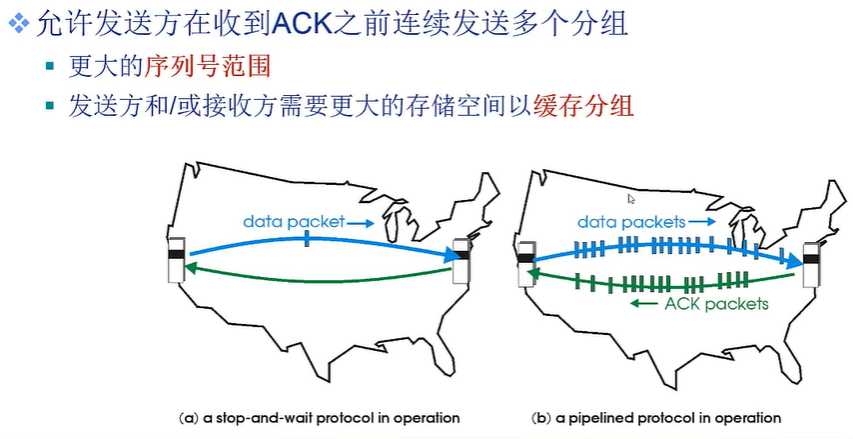 允许发送方在收到ACK之前连续发送多个分组
更大的序列号范围
发送方和/或接收方需要更大的存储空间以缓存分组
data packet
data packets
ACK packets
(a) a stop-and-wait protocol in operation
(b) a pipelined protocol in operation